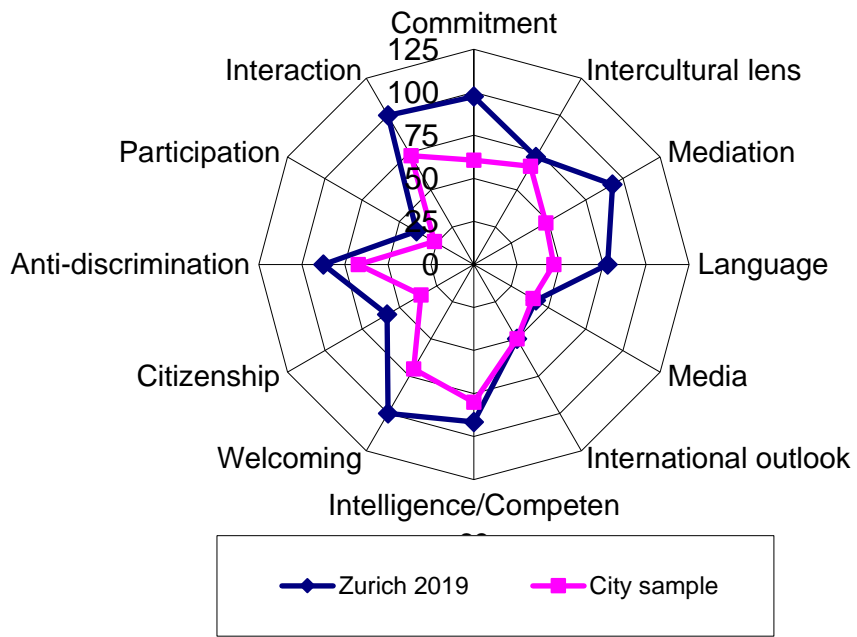 Commitment
Intercultural lens
Mediation
Language
Media
International outlook
Intelligence/Competen
Welcoming
Citizenship
Anti-discrimination
Participation
Interaction
125
100
75
50
25
0
Zurich 2019
City sample